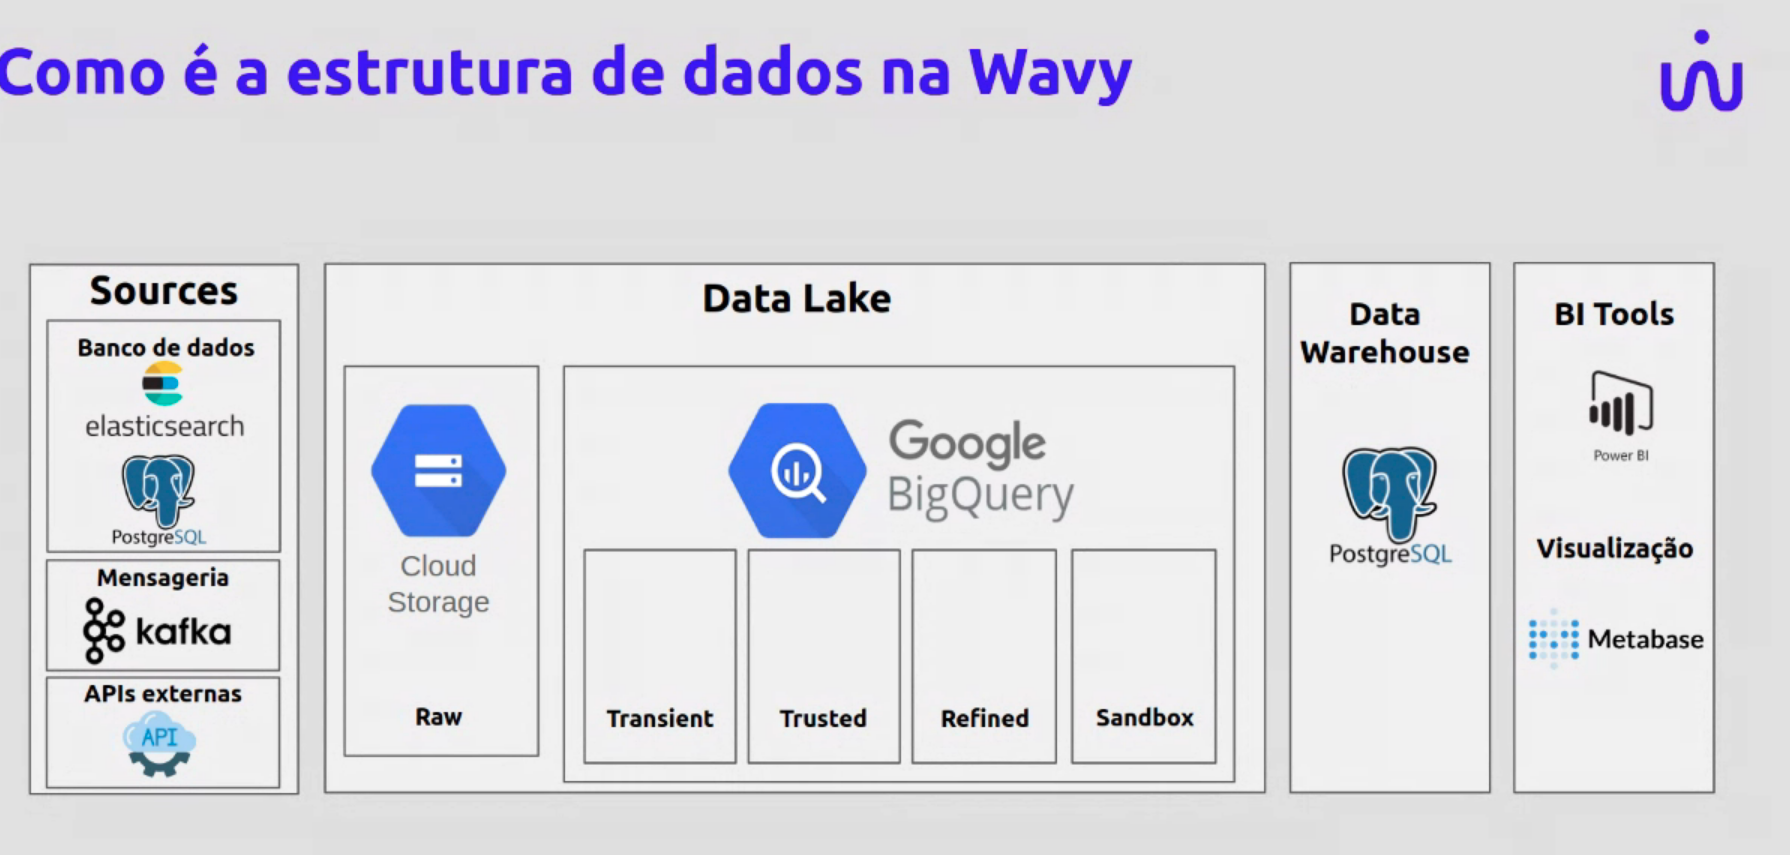 Como é a estrutura de dados na Wavy
Sources
Banco de dados
elasticsearch
PostgreSQL
Mensageria
kafka
APIs externas
API
Data Lake
Cloud
Storage
Raw
Google
BigQuery
Transient
Trusted
Refined
Sandbox
Data
Warehouse
PostgreSQL
BI Tools
Power BI
Visualização
Metabase